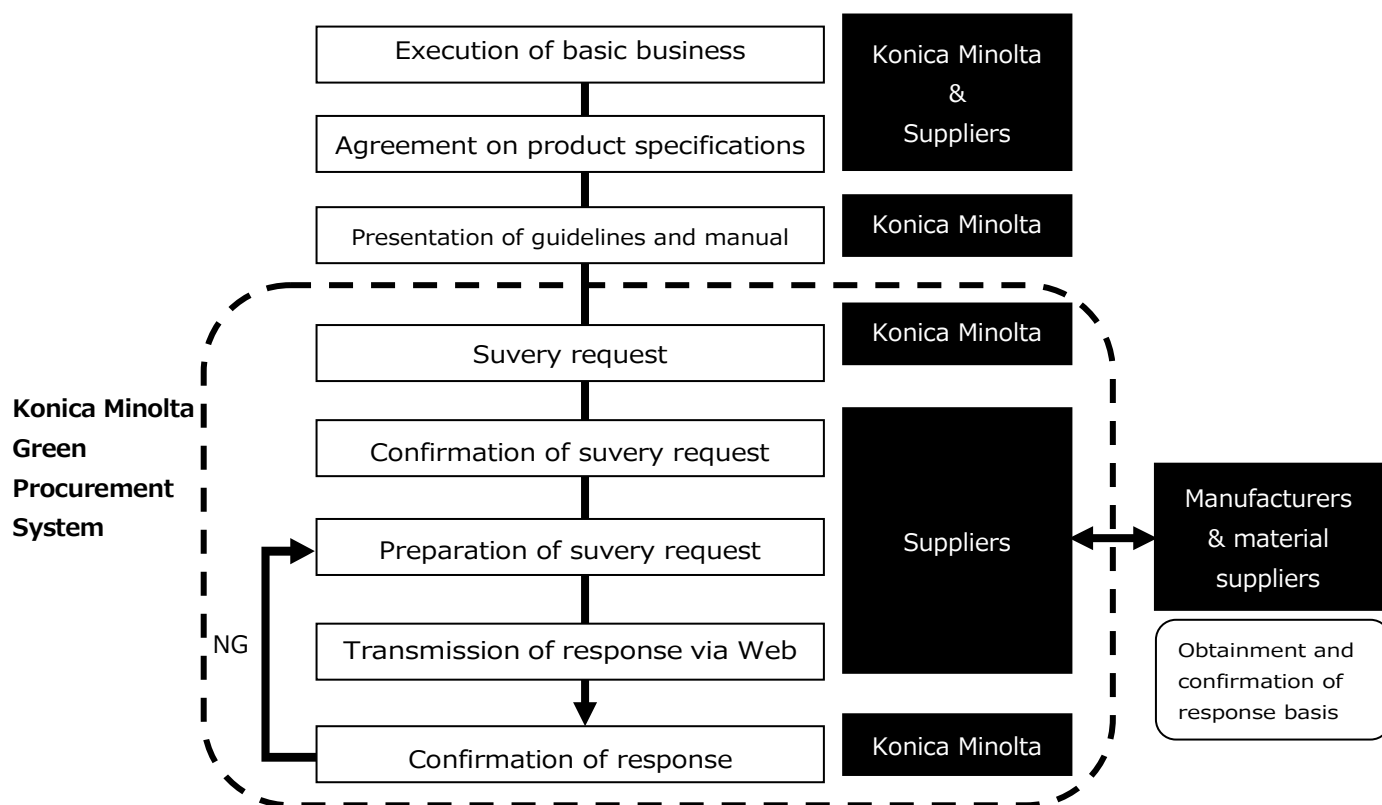 Execution of basic business
Konica Minolta
&
Suppliers
Agreement on product specifications
Presentation of guidelines and manual
Konica Minolta
Suvery request
Konica Minolta
Konica Minolta
Green
Procurement
System
Confirmation of suvery request
Preparation of suvery request
Suppliers
Manufacturers
& material
suppliers
NG
Transmission of response via Web
Obtainment and
confirmation of
response basis
Confirmation of response
Konica Minolta